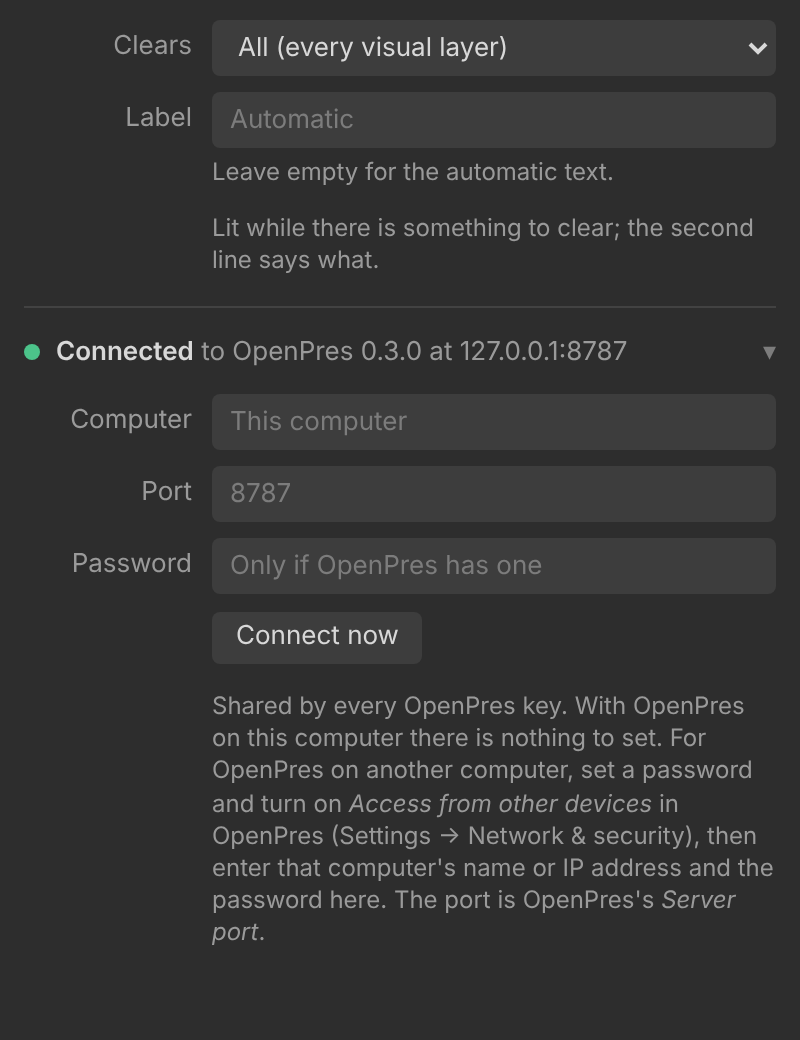 Clears
All (every visual layer)
Label
Automatic
Leave empty for the automatic text.
Lit while there is something to clear; the second
line says what.
Connected to OpenPres 0.3.0 at 127.0.0.1:8787
Computer
This computer
Port
8787
Password
Only if OpenPres has one
Connect now
Shared by every OpenPres key. With OpenPres
on this computer there is nothing to set. For
OpenPres on another computer, set a password
and turn on Access from other devices in
OpenPres (Settings → Network & security), then
enter that computer's name or IP address and the
password here. The port is OpenPres's Server
port.